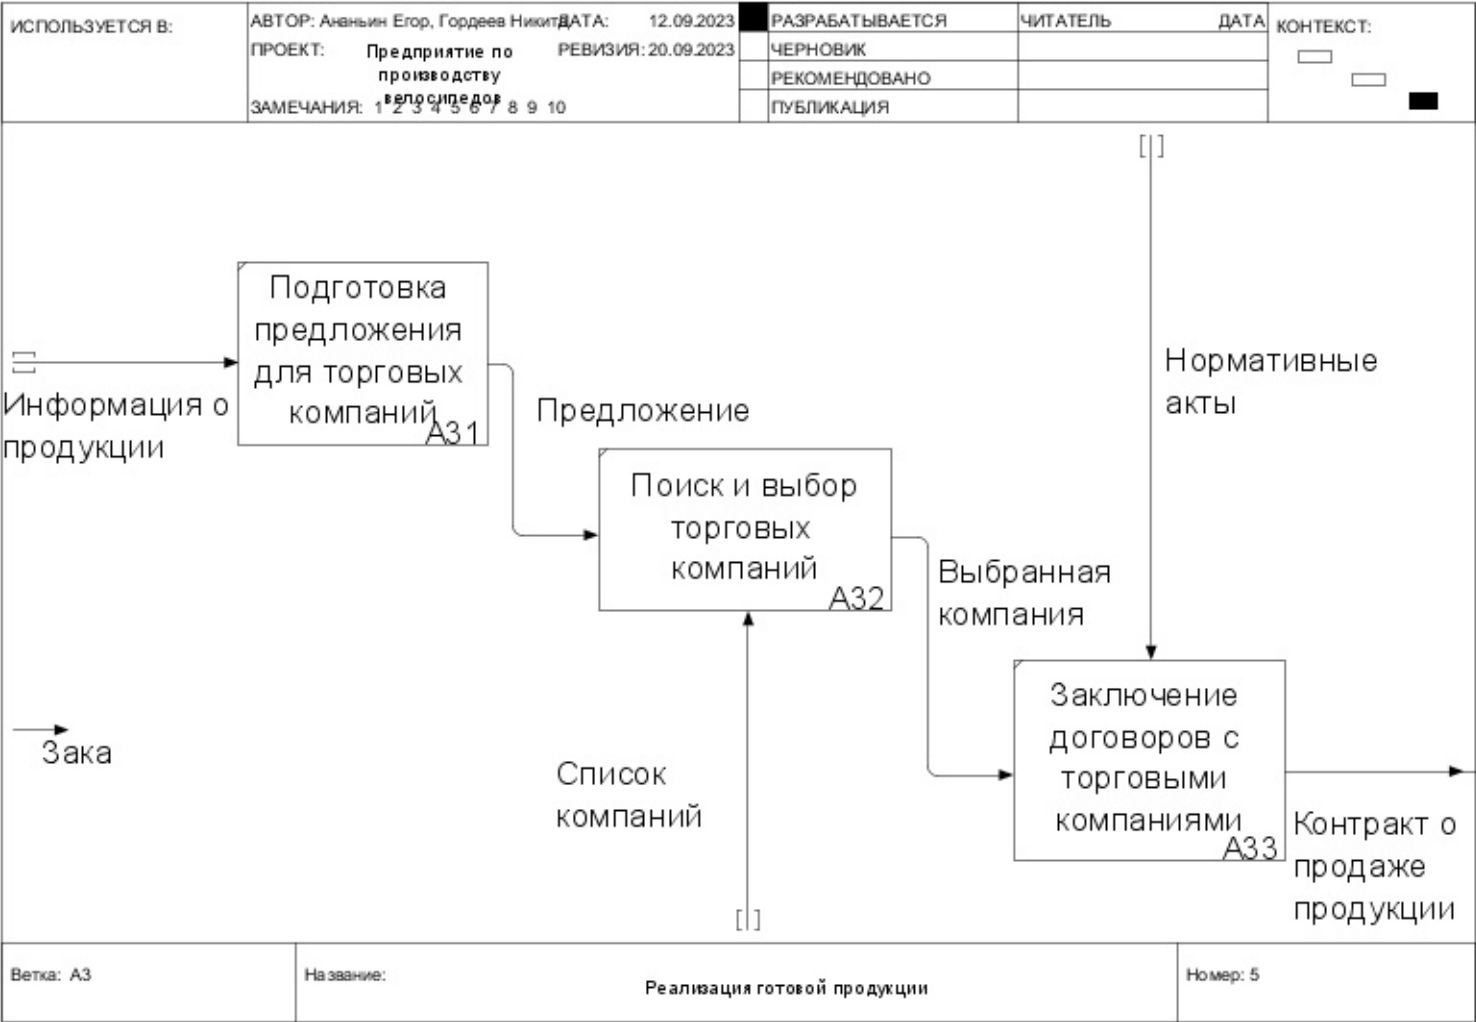 ИСПОЛЬЗУЕТСЯ В:
АВТОР: Ананьин Егор, Гордеев Никита
ДАТА: 12.09.2023
ПРОЕКТ: Предприятие по
производству
велосипедов
РЕВИЗИЯ: 20.09.2023
ЗАМЕЧАНИЯ: 1 2 3 4 5 6 7 8 9 10
РАЗРАБАТЫВАЕТСЯ
ЧЕРНОВИК
РЕКОМЕНДОВАНО
ПУБЛИКАЦИЯ
ЧИТАТЕЛЬ ДАТА
КОНТЕКСТ:
Подготовка
предложения
для торговых
компаний
A31
Информация о
продукции
Предложение
Нормативные
акты
Поиск и выбор
торговых
компаний
A32
Выбранная
компания
Зака
Список
компаний
Заключение
договоров с
торговыми
компаниями
A33
Контракт о
продаже
продукции
Ветка: A3
Название:
Реализация готовой продукции
Номер: 5